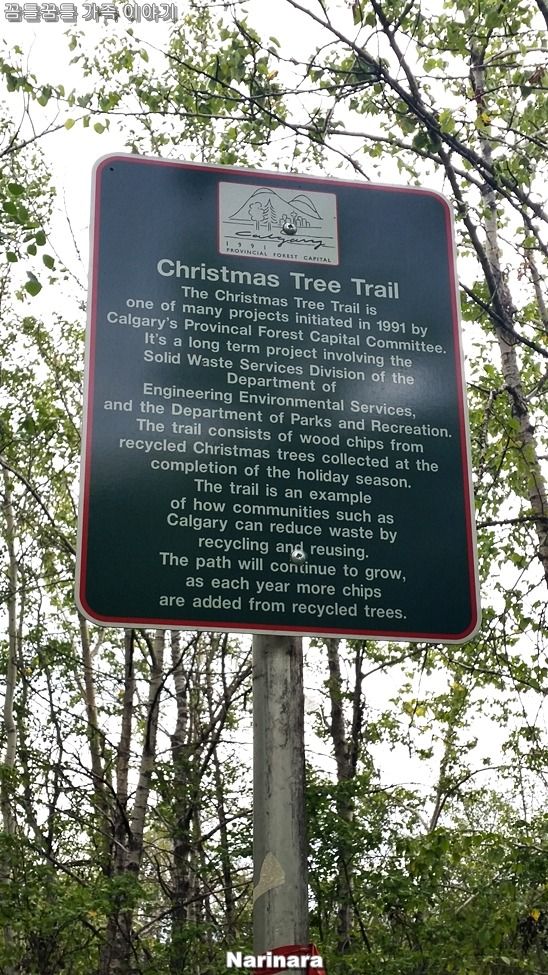 꿈틀꿈틀 가족 이야기
Calgary
1991
PROVINCIAL FOREST CAPITAL
Christmas Tree Trail
The Christmas Tree Trail is
one of many projects initiated in 1991 by
Calgary's Provincal Forest Capital Committee.
It's a long term project involving the
Solid Waste Services Division of the
Department of
Engineering Environmental Services,
and the Department of Parks and Recreation.
The trail consists of wood chips from
recycled Christmas trees collected at the
completion of the holiday season.
The trail is an example
of how communities such as
Calgary can reduce waste by
recycling and reusing.
The path will continue to grow,
as each year more chips
are added from recycled trees.
Narinara